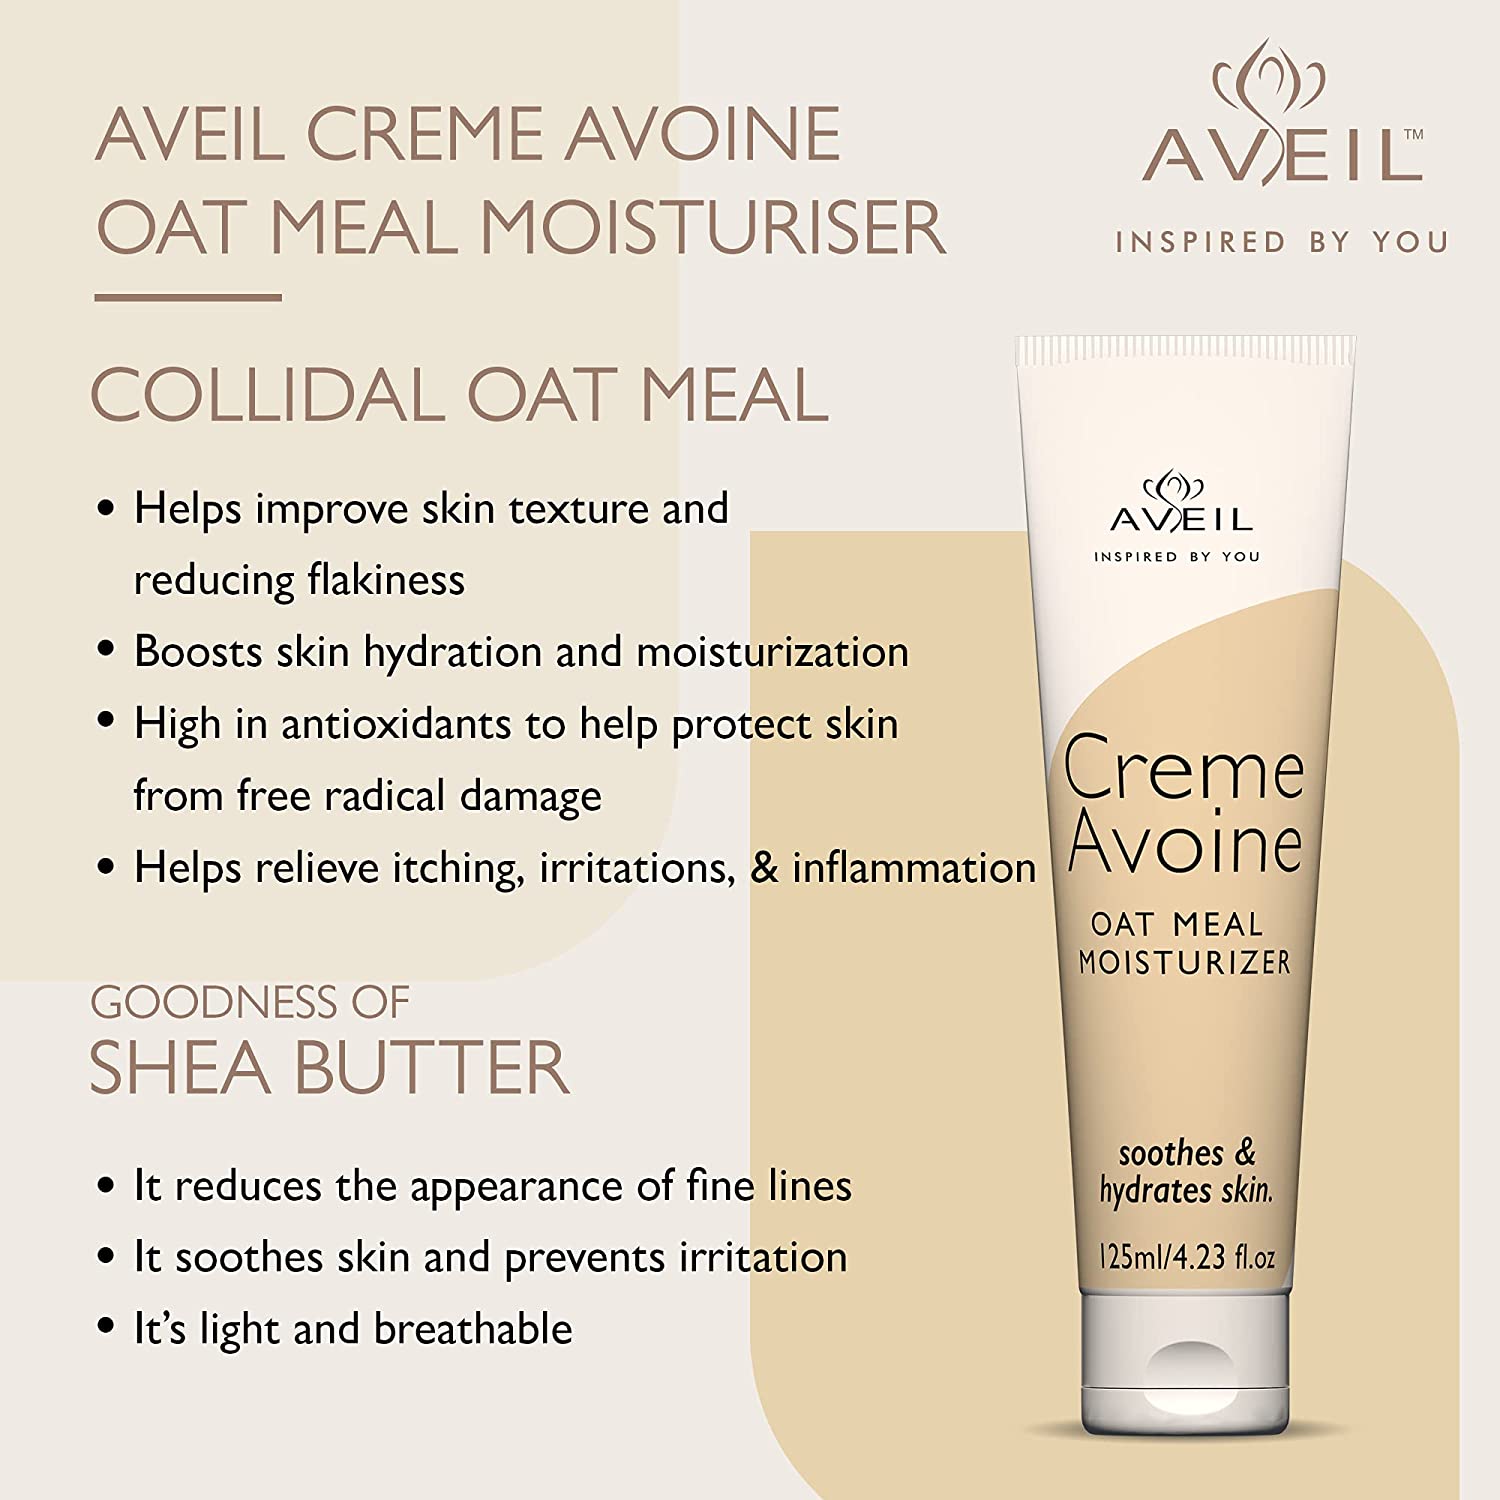 AVEIL CREME AVOINE
OAT MEAL MOISTURISER
COLLIDAL OAT MEAL
• Helps improve skin texture and
reducing flakiness
• Boosts skin hydration and moisturization
• High in antioxidants to help protect skin
from free radical damage
• Helps relieve itching, irritations, & inflammation
GOODNESS OF
SHEA BUTTER
• It reduces the appearance of fine lines
• It soothes skin and prevents irritation
• It’s light and breathable
AVEIL™
INSPIRED BY YOU
AVEIL
INSPIRED BY YOU
Creme
Avoine
OAT MEAL
MOISTURIZER
soothes &
hydrates skin.
125ml/4.23 fl.oz